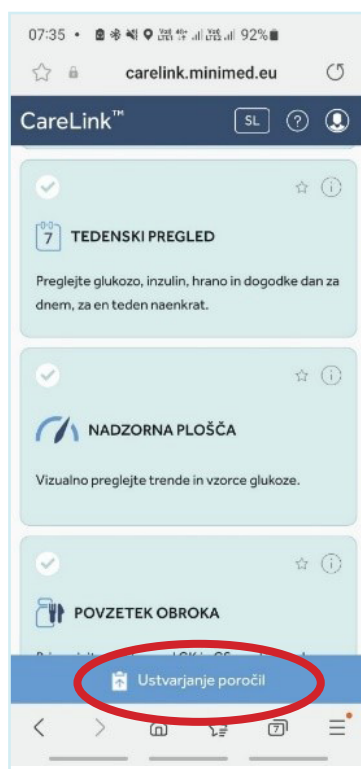 07:35 • 92%
carelink.minimed.eu
CareLink™ SL ?
7 TEDENSKI PREGLED
Preglejte glukozo, inzulin, hrano in dogodke dan za
dnem, za en teden naenkrat.
NADZORNA PLOŠČA
Vizualno preglejte trende in vzorce glukoze.
POVZETEK OBROKA
Ustvarjanje poročil
7